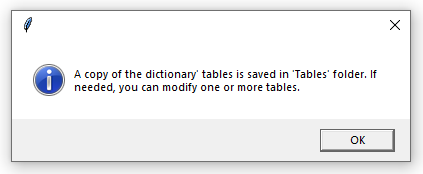 A copy of the dictionary' tables is saved in 'Tables' folder. If
needed, you can modify one or more tables.
OK